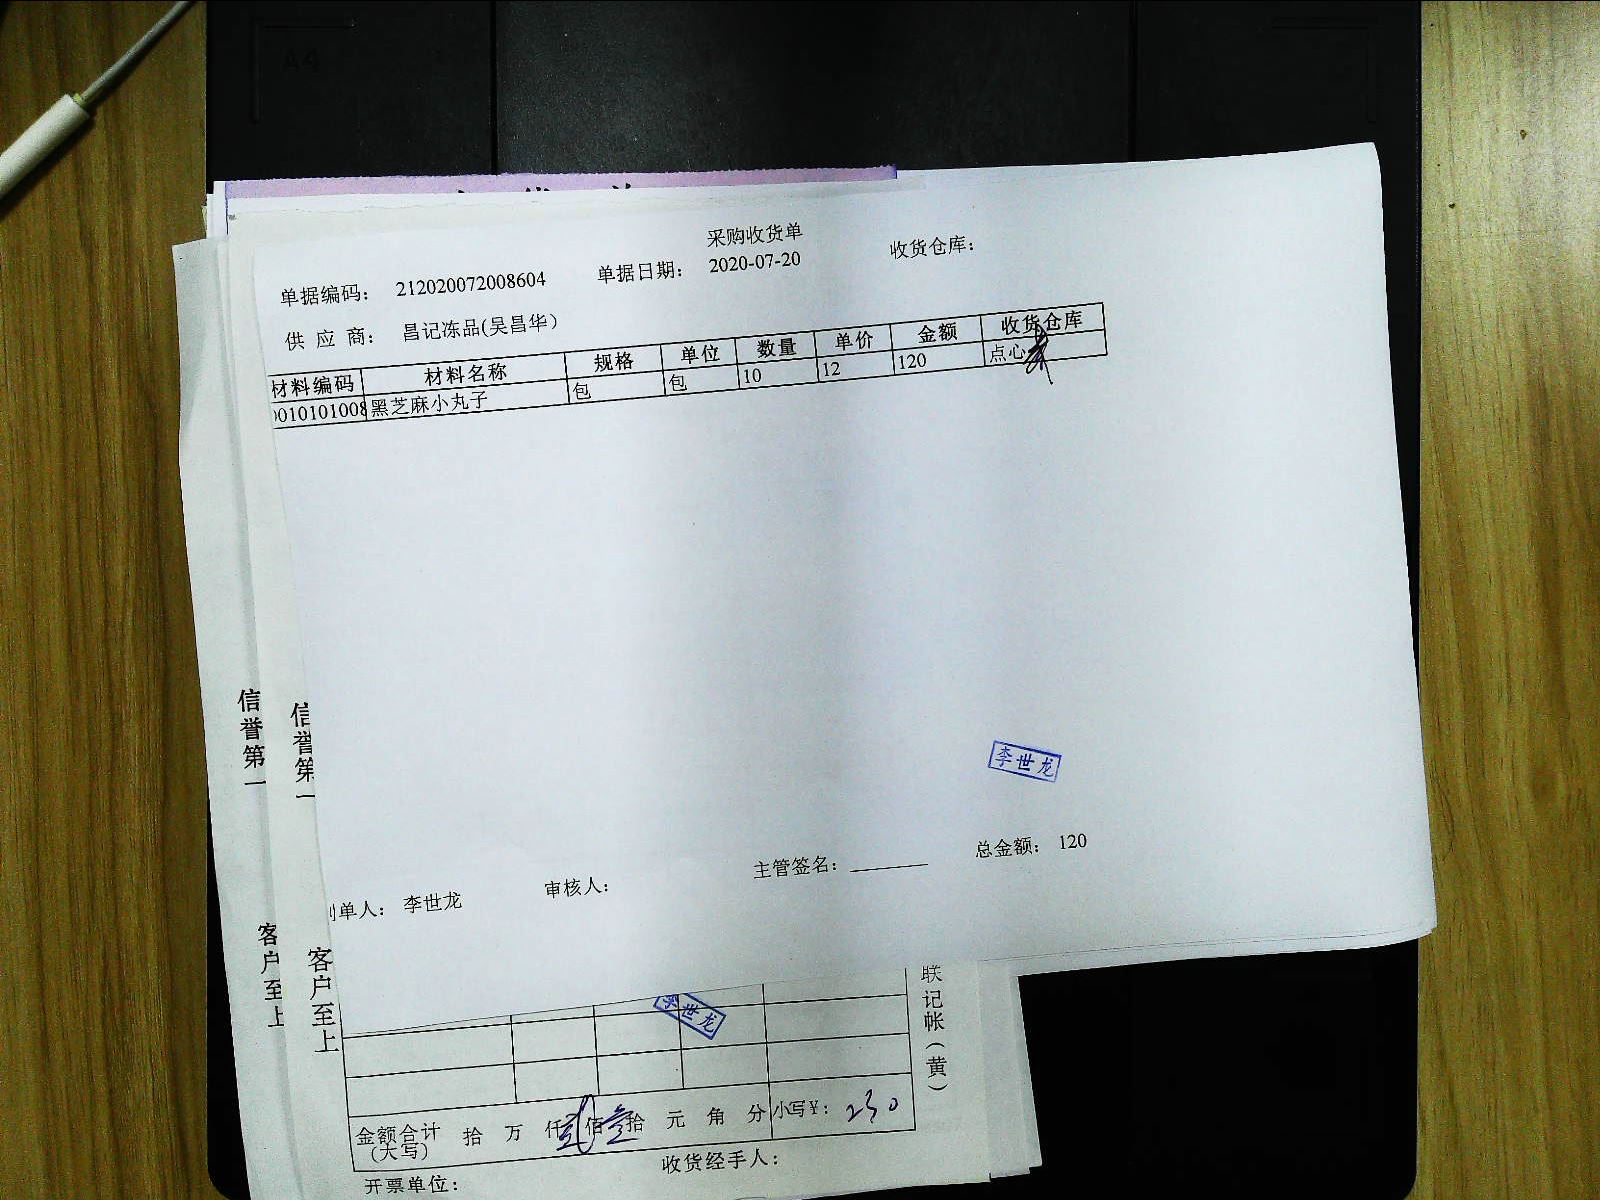 采购收货单
单据编码： 212020072008604 单据日期： 2020-07-20 收货仓库：
供 应 商： 昌记冻品(吴昌华)
材料编码 材料名称 规格 单位 数量 单价 金额 收货仓库
010101008 黑芝麻小丸子 包 包 10 12 120 点心
李世龙
总金额： 120
主管签名：
审核人：
单人： 李世龙
信誉第一
客户至上
信誉第一
客户至上
李世龙
联记帐（黄）
金额合计
(大写)
拾 万 仟 贰 佰 叁 拾 元 角 分 小写￥： 230
收货经手人：
开票单位：